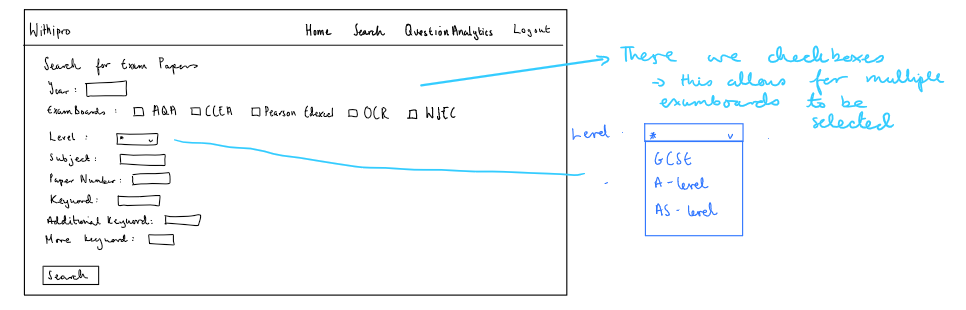 Withipro Home Search Question Analytics Logout
Search for Exam Papers
Year :
Exam Boards : AQA CCEA Pearson Edexcel OCR WJEC
Level : *
Subject :
Paper Number :
Keyword :
Additional Keyword :
More keyword :
Search
There are checkboxes
→ this allows for multiple
examboards to be
selected
Level : *
GCSE
A-level
AS-level